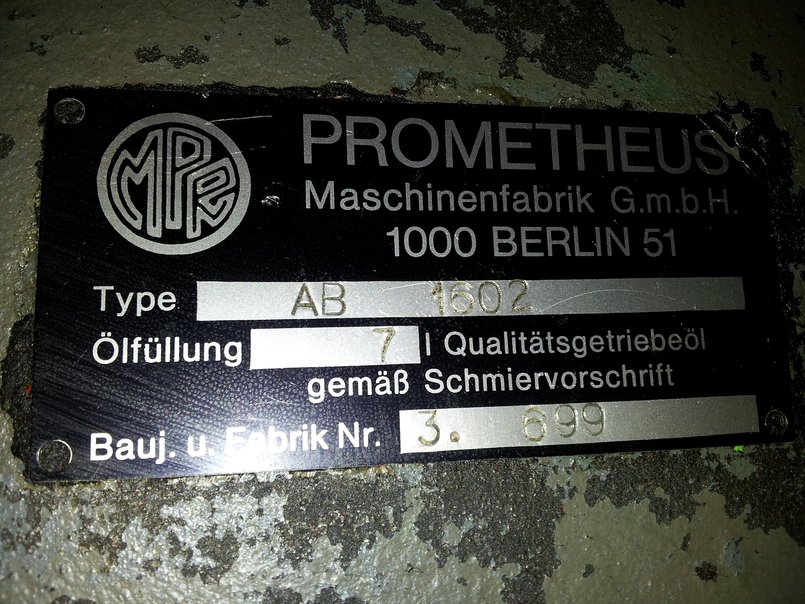 MPR
PROMETHEUS
Maschinenfabrik G.m.b.H.
1000 BERLIN 51
Type AB 1602
Ölfüllung 7 l Qualitätsgetriebeöl
gemäß Schmiervorschrift
Bauj. u. Fabrik Nr. 3. 699